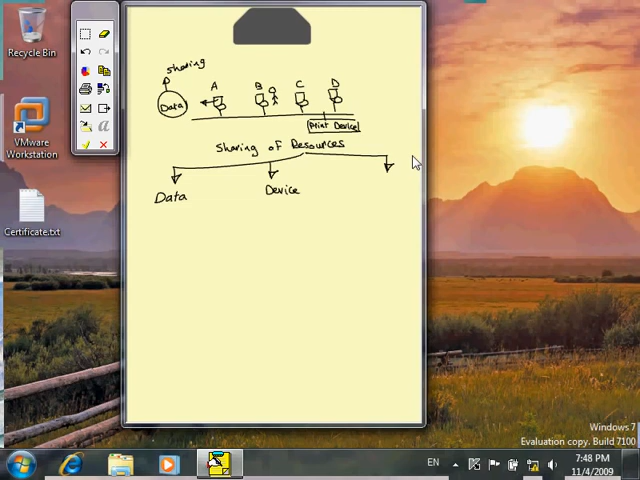 Recycle Bin
VMware
Workstation
Certificate.txt
sharing
Data
A B C D
Print Device
Sharing of Resources
Data
Device
Windows 7
Evaluation copy. Build 7100
EN
7:48 PM
11/4/2009